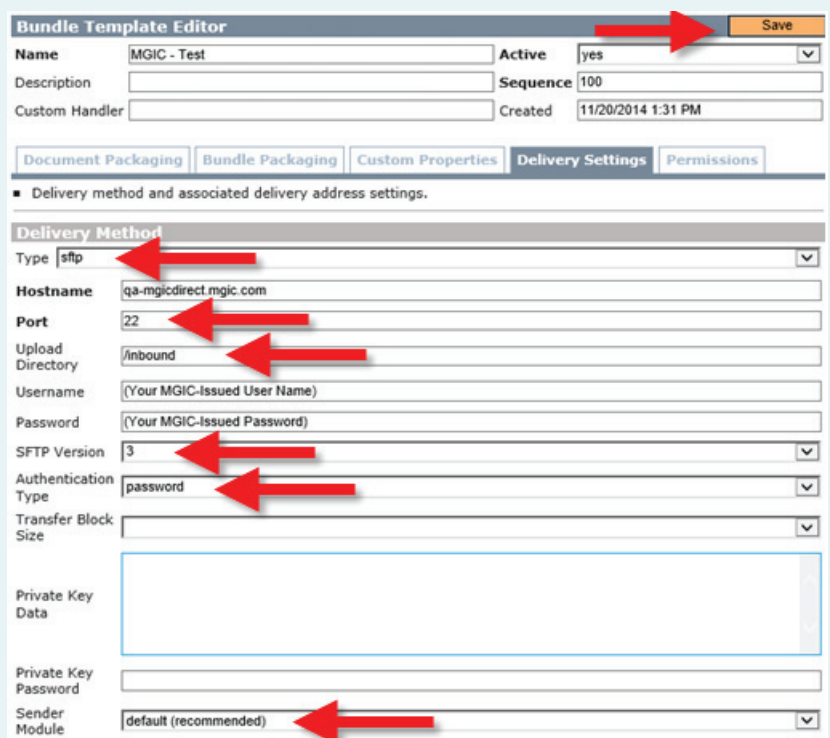 Bundle Template Editor Save
Name MGIC - Test Active yes
Description Sequence 100
Custom Handler Created 11/20/2014 1:31 PM
Document Packaging Bundle Packaging Custom Properties Delivery Settings Permissions
▪ Delivery method and associated delivery address settings.
Delivery Method
Type sftp
Hostname qa-mgicdirect.mgic.com
Port 22
Upload
Directory /inbound
Username (Your MGIC-Issued User Name)
Password (Your MGIC-Issued Password)
SFTP Version 3
Authentication
Type password
Transfer Block
Size
Private Key
Data
Private Key
Password
Sender
Module default (recommended)